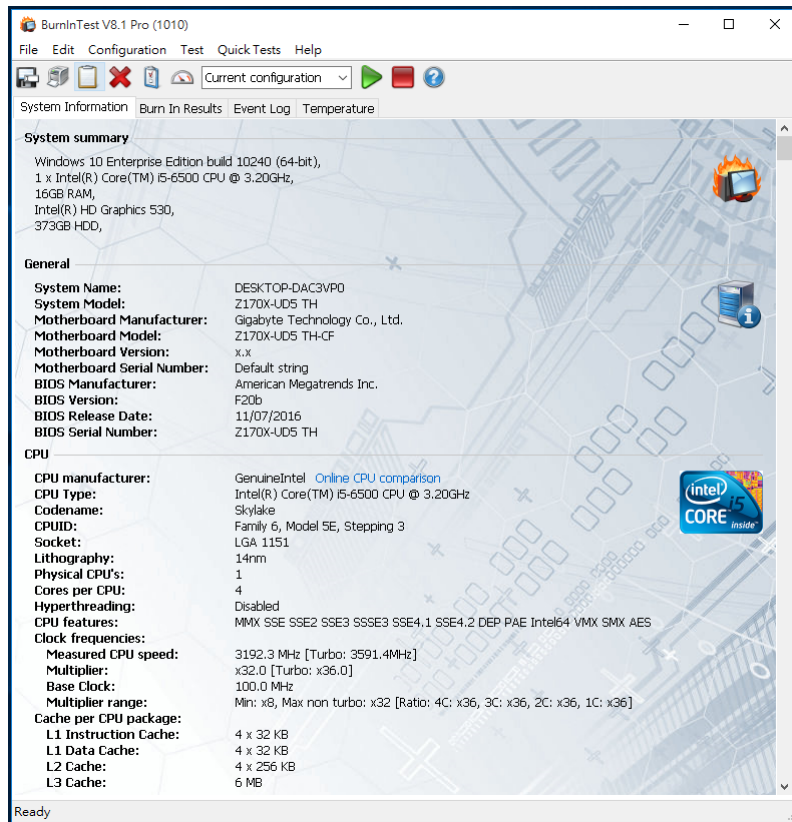 BurnInTest V8.1 Pro (1010)
File Edit Configuration Test Quick Tests Help
Current configuration
System Information Burn In Results Event Log Temperature
System summary
Windows 10 Enterprise Edition build 10240 (64-bit),
1 x Intel(R) Core(TM) i5-6500 CPU @ 3.20GHz,
16GB RAM,
Intel(R) HD Graphics 530,
373GB HDD,
General
System Name: DESKTOP-DAC3VP0
System Model: Z170X-UD5 TH
Motherboard Manufacturer: Gigabyte Technology Co., Ltd.
Motherboard Model: Z170X-UD5 TH-CF
Motherboard Version: x.x
Motherboard Serial Number: Default string
BIOS Manufacturer: American Megatrends Inc.
BIOS Version: F20b
BIOS Release Date: 11/07/2016
BIOS Serial Number: Z170X-UD5 TH
CPU
CPU manufacturer: GenuineIntel Online CPU comparison
CPU Type: Intel(R) Core(TM) i5-6500 CPU @ 3.20GHz
Codename: Skylake
CPUID: Family 6, Model 5E, Stepping 3
Socket: LGA 1151
Lithography: 14nm
Physical CPU's: 1
Cores per CPU: 4
Hyperthreading: Disabled
CPU features: MMX SSE SSE2 SSE3 SSSE3 SSE4.1 SSE4.2 DEP PAE Intel64 VMX SMX AES
Clock frequencies:
Measured CPU speed: 3192.3 MHz [Turbo: 3591.4MHz]
Multiplier: x32.0 [Turbo: x36.0]
Base Clock: 100.0 MHz
Multiplier range: Min: x8, Max non turbo: x32 [Ratio: 4C: x36, 3C: x36, 2C: x36, 1C: x36]
Cache per CPU package:
L1 Instruction Cache: 4 x 32 KB
L1 Data Cache: 4 x 32 KB
L2 Cache: 4 x 256 KB
L3 Cache: 6 MB
(intel)
i5
CORE
inside
Ready